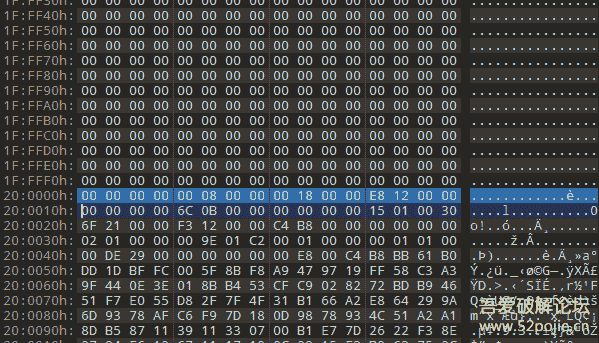 1F:FF30h: 00 00 00 00 00 00 00 00 00 00 00 00 00 00 00 00 ................
1F:FF40h: 00 00 00 00 00 00 00 00 00 00 00 00 00 00 00 00 ................
1F:FF50h: 00 00 00 00 00 00 00 00 00 00 00 00 00 00 00 00 ................
1F:FF60h: 00 00 00 00 00 00 00 00 00 00 00 00 00 00 00 00 ................
1F:FF70h: 00 00 00 00 00 00 00 00 00 00 00 00 00 00 00 00 ................
1F:FF80h: 00 00 00 00 00 00 00 00 00 00 00 00 00 00 00 00 ................
1F:FF90h: 00 00 00 00 00 00 00 00 00 00 00 00 00 00 00 00 ................
1F:FFA0h: 00 00 00 00 00 00 00 00 00 00 00 00 00 00 00 00 ................
1F:FFB0h: 00 00 00 00 00 00 00 00 00 00 00 00 00 00 00 00 ................
1F:FFC0h: 00 00 00 00 00 00 00 00 00 00 00 00 00 00 00 00 ................
1F:FFD0h: 00 00 00 00 00 00 00 00 00 00 00 00 00 00 00 00 ................
1F:FFE0h: 00 00 00 00 00 00 00 00 00 00 00 00 00 00 00 00 ................
1F:FFF0h: 00 00 00 00 00 00 00 00 00 00 00 00 00 00 00 00 ................
20:0000h: 00 00 00 00 00 08 00 00 00 18 00 00 E8 12 00 00 ............è...
20:0010h: 00 00 00 00 6C 0B 00 00 00 00 00 00 15 01 00 30 ....l..........0
20:0020h: 6F 21 00 00 F3 12 00 00 C4 B8 00 00 00 00 00 00 o!..ó...Ä¸......
20:0030h: 02 01 00 00 00 9E 01 C2 00 01 00 00 00 01 01 00 .....ž.Â........
20:0040h: 00 DE 29 00 00 00 00 00 E8 00 C4 B8 BB 61 B0
20:0050h: DD 1D BF FC 00 5F 8B F8 A9 47 97 19 FF 58 C3 A3
20:0060h: 9F 44 0E 3E 01 8B B4 53 CF C9 02 82 72 BD B9 46
20:0070h: 51 F7 E0 55 D8 2F 7F 4F 31 B1 66 A2 E8 64 29 9A
20:0080h: 6D 93 78 AF C6 F9 7D 18 0D 98 78 93 4C 51 A2 A1
20:0090h: 8D B5 87 11 39 11 33 07 00 B1 E7 7D 26 22 F3 8E
吾爱破解论坛
www.52pojie.cn